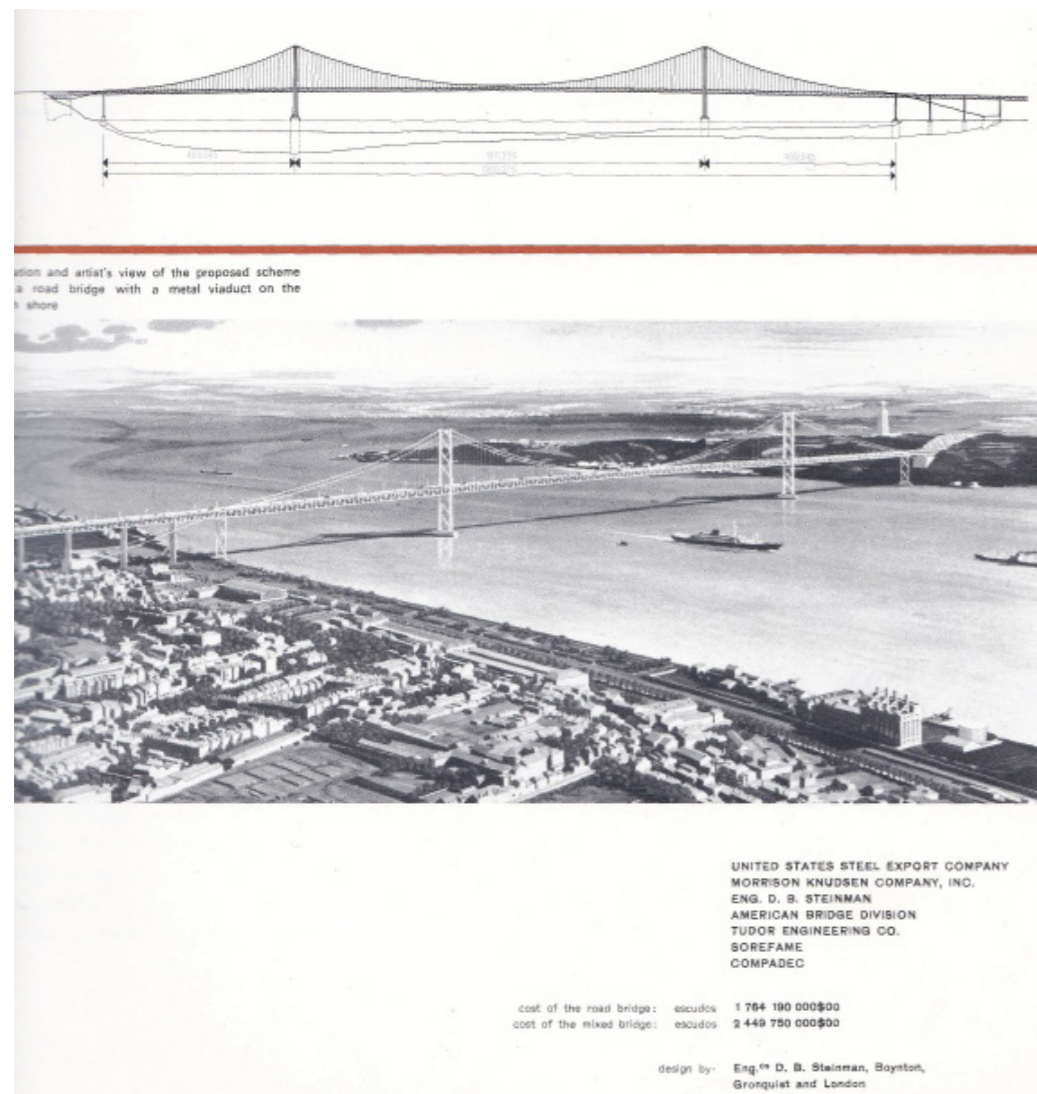 ation and artist's view of the proposed scheme
a road bridge with a metal viaduct on the
shore
UNITED STATES STEEL EXPORT COMPANY
MORRISON KNUDSEN COMPANY, INC.
ENG. D. B. STEINMAN
AMERICAN BRIDGE DIVISION
TUDOR ENGINEERING CO.
SOREFAME
COMPADEC
cost of the road bridge: escudos 1 764 190 000$00
cost of the mixed bridge: escudos 2 449 750 000$00
design by: Eng.os D. B. Steinman, Boynton,
Gronquist and London